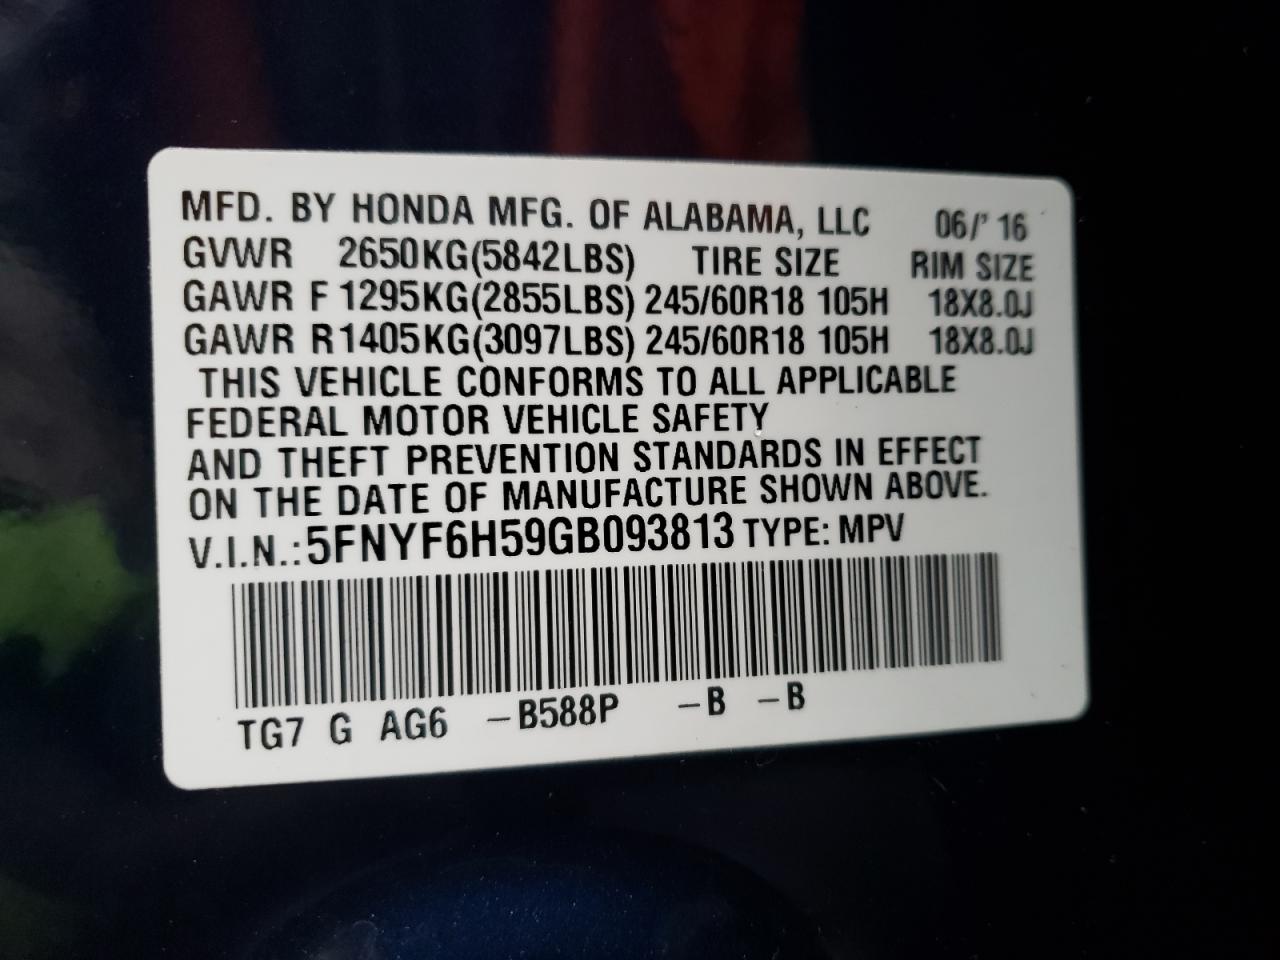 MFD. BY HONDA MFG. OF ALABAMA, LLC 06/' 16
GVWR 2650KG(5842LBS) TIRE SIZE RIM SIZE
GAWR F 1295KG(2855LBS) 245/60R18 105H 18X8.0J
GAWR R1405KG(3097LBS) 245/60R18 105H 18X8.0J
THIS VEHICLE CONFORMS TO ALL APPLICABLE
FEDERAL MOTOR VEHICLE SAFETY
AND THEFT PREVENTION STANDARDS IN EFFECT
ON THE DATE OF MANUFACTURE SHOWN ABOVE.
V.I.N.:5FNYF6H59GB093813 TYPE: MPV
TG7 G AG6 -B588P -B -B